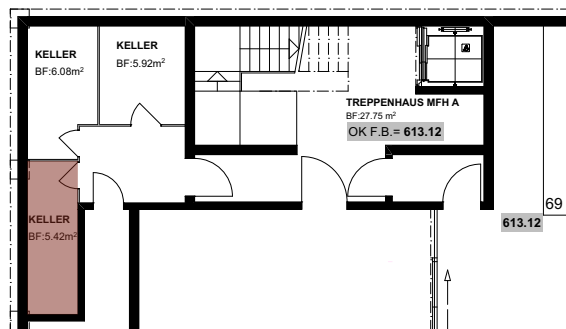 KELLER
BF:6.08m²
KELLER
BF:5.92m²
TREPPENHAUS MFH A
BF:27.75 m²
OK F.B.= 613.12
KELLER
BF:5.42m²
69
613.12